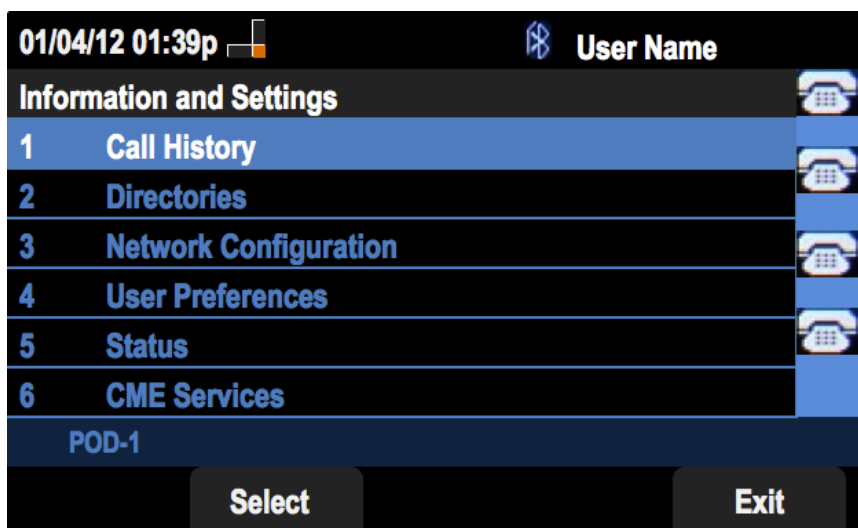 01/04/12 01:39p User Name
Information and Settings
1 Call History
2 Directories
3 Network Configuration
4 User Preferences
5 Status
6 CME Services
POD-1
Select Exit